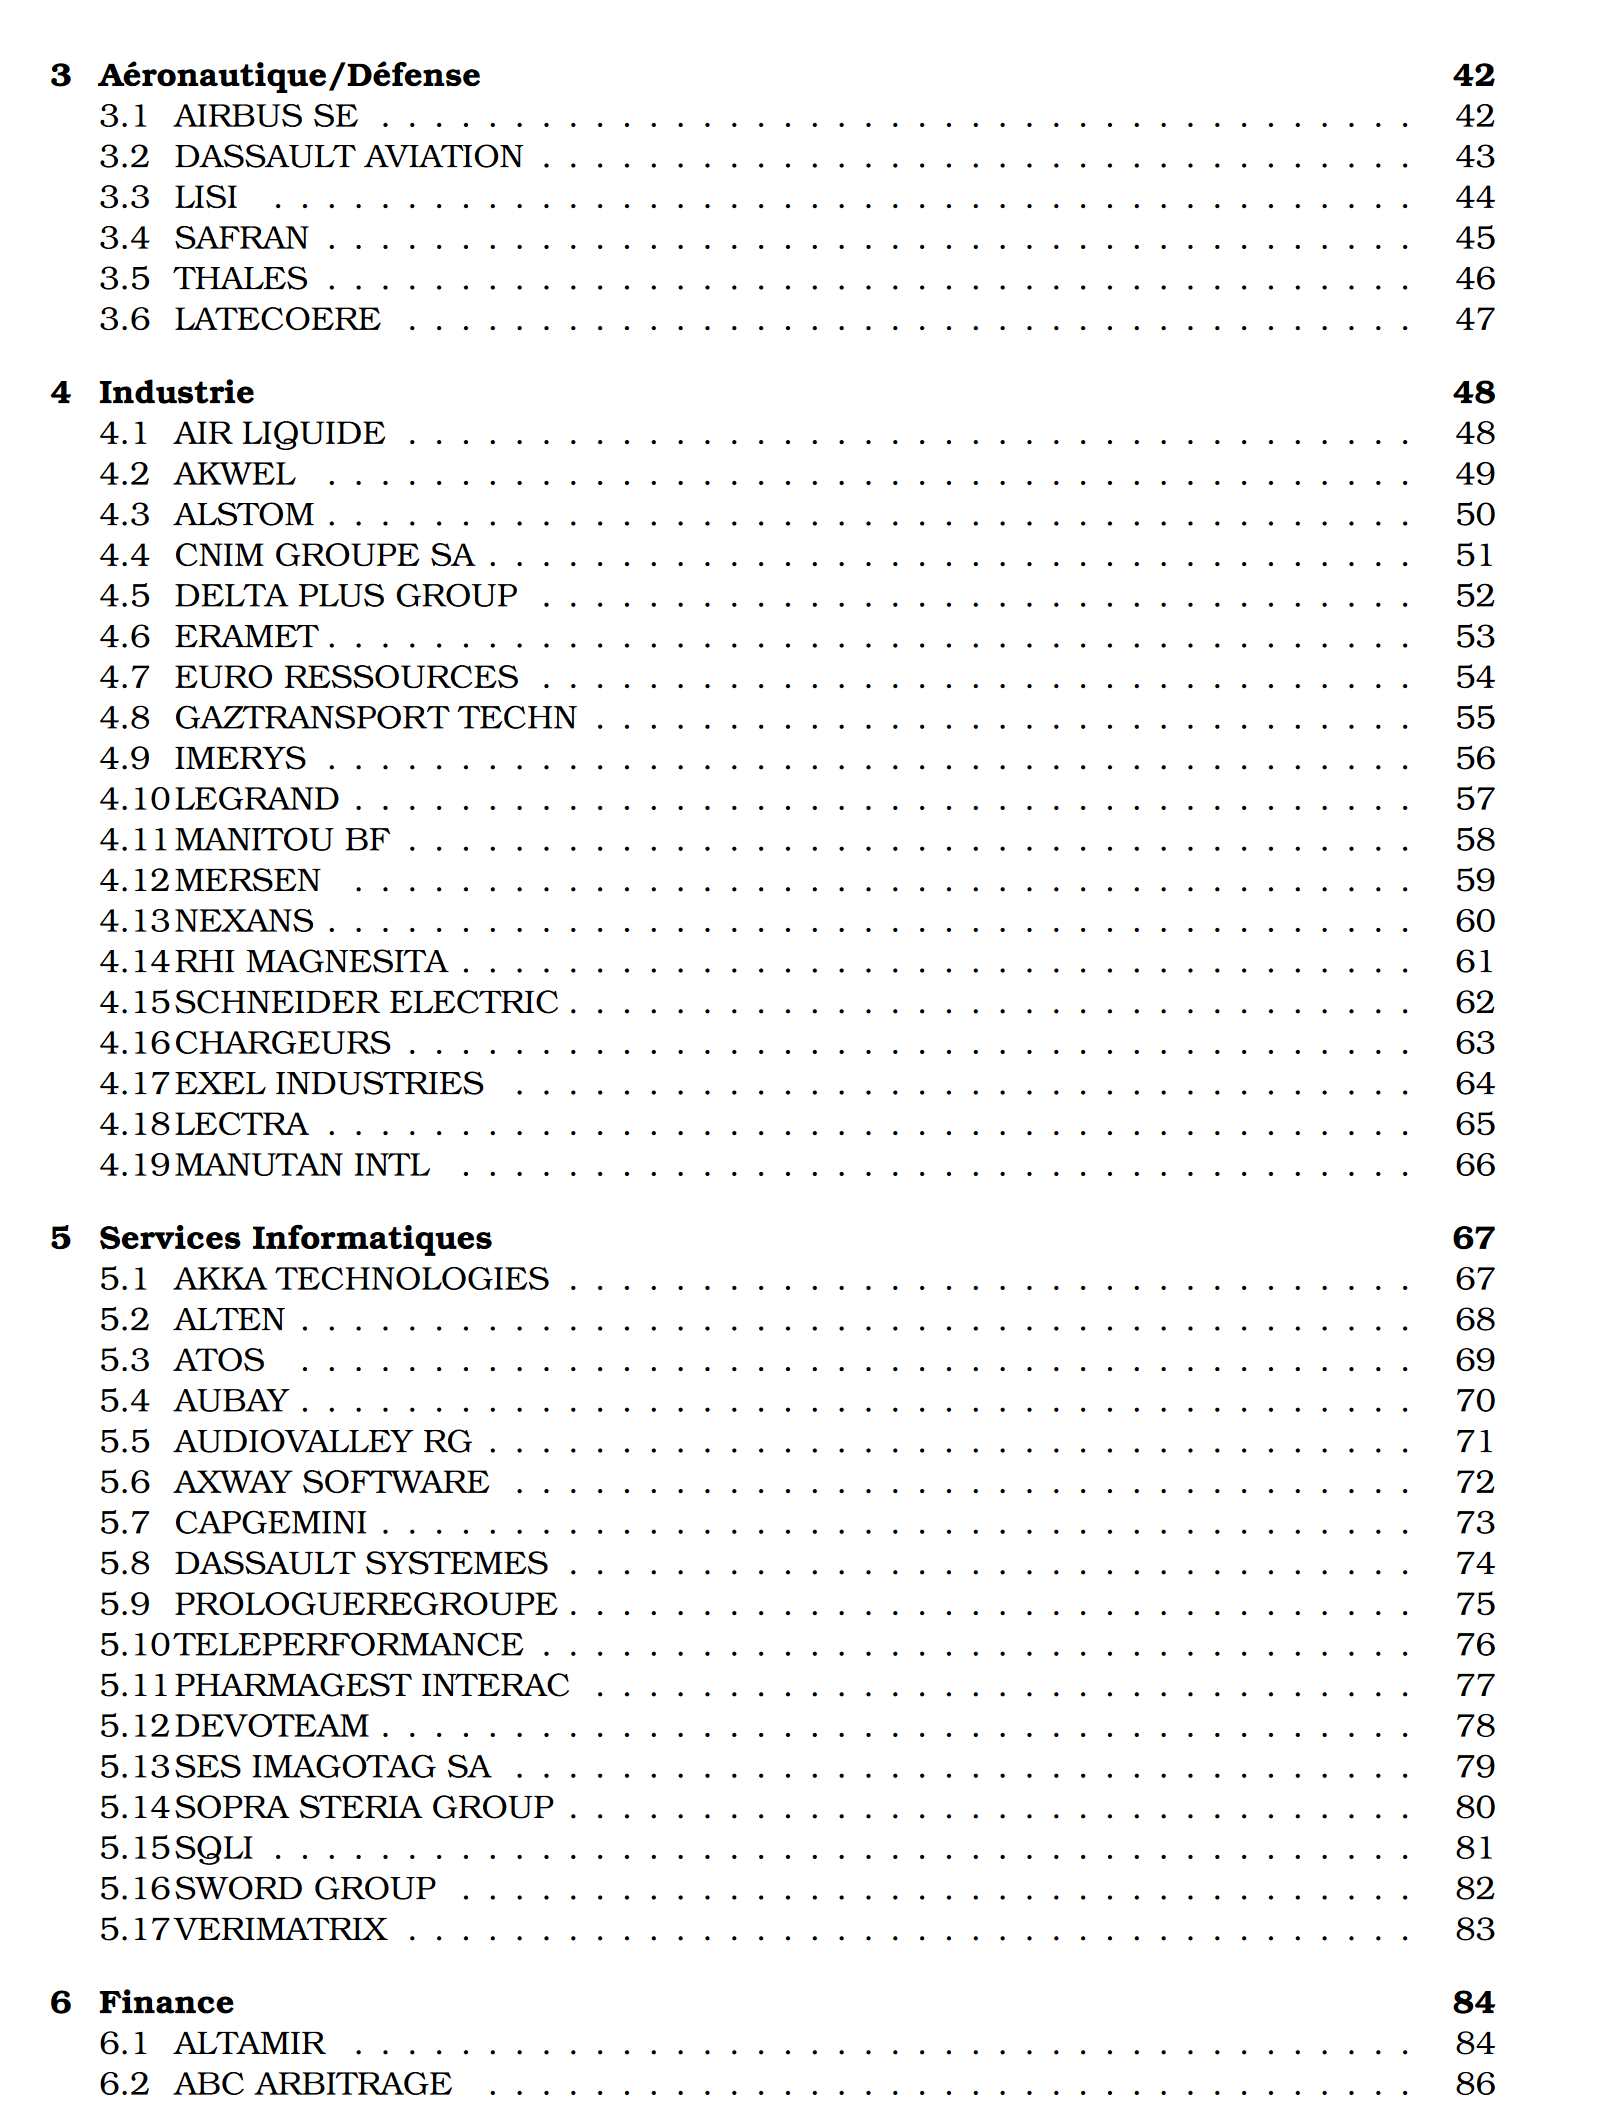 3 Aéronautique/Défense 42
3.1 AIRBUS SE . . . . . . . . . . . . . . . . . . . . . . . . . . . . . . . . . . . . . . . 42
3.2 DASSAULT AVIATION . . . . . . . . . . . . . . . . . . . . . . . . . . . . . . . . . 43
3.3 LISI . . . . . . . . . . . . . . . . . . . . . . . . . . . . . . . . . . . . . . . . . . . 44
3.4 SAFRAN . . . . . . . . . . . . . . . . . . . . . . . . . . . . . . . . . . . . . . . . . 45
3.5 THALES . . . . . . . . . . . . . . . . . . . . . . . . . . . . . . . . . . . . . . . . . 46
3.6 LATECOERE . . . . . . . . . . . . . . . . . . . . . . . . . . . . . . . . . . . . . . 47
4 Industrie 48
4.1 AIR LIQUIDE . . . . . . . . . . . . . . . . . . . . . . . . . . . . . . . . . . . . . . 48
4.2 AKWEL . . . . . . . . . . . . . . . . . . . . . . . . . . . . . . . . . . . . . . . . . 49
4.3 ALSTOM . . . . . . . . . . . . . . . . . . . . . . . . . . . . . . . . . . . . . . . . . 50
4.4 CNIM GROUPE SA . . . . . . . . . . . . . . . . . . . . . . . . . . . . . . . . . . . 51
4.5 DELTA PLUS GROUP . . . . . . . . . . . . . . . . . . . . . . . . . . . . . . . . . 52
4.6 ERAMET . . . . . . . . . . . . . . . . . . . . . . . . . . . . . . . . . . . . . . . . . 53
4.7 EURO RESSOURCES . . . . . . . . . . . . . . . . . . . . . . . . . . . . . . . . . 54
4.8 GAZTRANSPORT TECHN . . . . . . . . . . . . . . . . . . . . . . . . . . . . . . . 55
4.9 IMERYS . . . . . . . . . . . . . . . . . . . . . . . . . . . . . . . . . . . . . . . . . 56
4.10 LEGRAND . . . . . . . . . . . . . . . . . . . . . . . . . . . . . . . . . . . . . . . . 57
4.11 MANITOU BF . . . . . . . . . . . . . . . . . . . . . . . . . . . . . . . . . . . . . . 58
4.12 MERSEN . . . . . . . . . . . . . . . . . . . . . . . . . . . . . . . . . . . . . . . . 59
4.13 NEXANS . . . . . . . . . . . . . . . . . . . . . . . . . . . . . . . . . . . . . . . . . 60
4.14 RHI MAGNESITA . . . . . . . . . . . . . . . . . . . . . . . . . . . . . . . . . . . . 61
4.15 SCHNEIDER ELECTRIC . . . . . . . . . . . . . . . . . . . . . . . . . . . . . . . . 62
4.16 CHARGEURS . . . . . . . . . . . . . . . . . . . . . . . . . . . . . . . . . . . . . . 63
4.17 EXEL INDUSTRIES . . . . . . . . . . . . . . . . . . . . . . . . . . . . . . . . . . 64
4.18 LECTRA . . . . . . . . . . . . . . . . . . . . . . . . . . . . . . . . . . . . . . . . . 65
4.19 MANUTAN INTL . . . . . . . . . . . . . . . . . . . . . . . . . . . . . . . . . . . . 66
5 Services Informatiques 67
5.1 AKKA TECHNOLOGIES . . . . . . . . . . . . . . . . . . . . . . . . . . . . . . . . 67
5.2 ALTEN . . . . . . . . . . . . . . . . . . . . . . . . . . . . . . . . . . . . . . . . . . 68
5.3 ATOS . . . . . . . . . . . . . . . . . . . . . . . . . . . . . . . . . . . . . . . . . . 69
5.4 AUBAY . . . . . . . . . . . . . . . . . . . . . . . . . . . . . . . . . . . . . . . . . . 70
5.5 AUDIOVALLEY RG . . . . . . . . . . . . . . . . . . . . . . . . . . . . . . . . . . . 71
5.6 AXWAY SOFTWARE . . . . . . . . . . . . . . . . . . . . . . . . . . . . . . . . . . 72
5.7 CAPGEMINI . . . . . . . . . . . . . . . . . . . . . . . . . . . . . . . . . . . . . . . 73
5.8 DASSAULT SYSTEMES . . . . . . . . . . . . . . . . . . . . . . . . . . . . . . . . 74
5.9 PROLOGUEREGROUPE . . . . . . . . . . . . . . . . . . . . . . . . . . . . . . . . 75
5.10 TELEPERFORMANCE . . . . . . . . . . . . . . . . . . . . . . . . . . . . . . . . . 76
5.11 PHARMAGEST INTERAC . . . . . . . . . . . . . . . . . . . . . . . . . . . . . . . 77
5.12 DEVOTEAM . . . . . . . . . . . . . . . . . . . . . . . . . . . . . . . . . . . . . . . 78
5.13 SES IMAGOTAG SA . . . . . . . . . . . . . . . . . . . . . . . . . . . . . . . . . . 79
5.14 SOPRA STERIA GROUP . . . . . . . . . . . . . . . . . . . . . . . . . . . . . . . . 80
5.15 SQLI . . . . . . . . . . . . . . . . . . . . . . . . . . . . . . . . . . . . . . . . . . . 81
5.16 SWORD GROUP . . . . . . . . . . . . . . . . . . . . . . . . . . . . . . . . . . . . 82
5.17 VERIMATRIX . . . . . . . . . . . . . . . . . . . . . . . . . . . . . . . . . . . . . . 83
6 Finance 84
6.1 ALTAMIR . . . . . . . . . . . . . . . . . . . . . . . . . . . . . . . . . . . . . . . . 84
6.2 ABC ARBITRAGE . . . . . . . . . . . . . . . . . . . . . . . . . . . . . . . . . . . 86